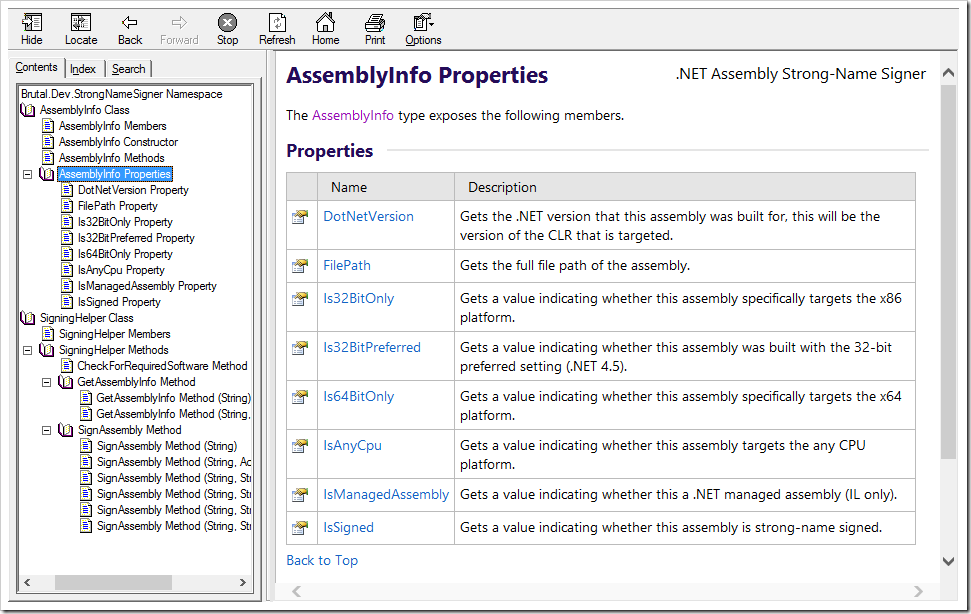 Hide Locate Back Forward Stop Refresh Home Print Options
Contents Index Search
Brutal.Dev.StrongNameSigner Namespace
AssemblyInfo Class
AssemblyInfo Members
AssemblyInfo Constructor
AssemblyInfo Methods
AssemblyInfo Properties
DotNetVersion Property
FilePath Property
Is32BitOnly Property
Is32BitPreferred Property
Is64BitOnly Property
IsAnyCpu Property
IsManagedAssembly Property
IsSigned Property
SigningHelper Class
SigningHelper Members
SigningHelper Methods
CheckForRequiredSoftware Method
GetAssemblyInfo Method
GetAssemblyInfo Method (String)
GetAssemblyInfo Method (String,
SignAssembly Method
SignAssembly Method (String)
SignAssembly Method (String, Ac
SignAssembly Method (String, Str
SignAssembly Method (String, Str
SignAssembly Method (String, Str
SignAssembly Method (String, Str
AssemblyInfo Properties
.NET Assembly Strong-Name Signer
The AssemblyInfo type exposes the following members.
Properties
Name Description
DotNetVersion Gets the .NET version that this assembly was built for, this will be the
version of the CLR that is targeted.
FilePath Gets the full file path of the assembly.
Is32BitOnly Gets a value indicating whether this assembly specifically targets the x86
platform.
Is32BitPreferred Gets a value indicating whether this assembly was built with the 32-bit
preferred setting (.NET 4.5).
Is64BitOnly Gets a value indicating whether this assembly specifically targets the x64
platform.
IsAnyCpu Gets a value indicating whether this assembly targets the any CPU
platform.
IsManagedAssembly Gets a value indicating whether this a .NET managed assembly (IL only).
IsSigned Gets a value indicating whether this assembly is strong-name signed.
Back to Top